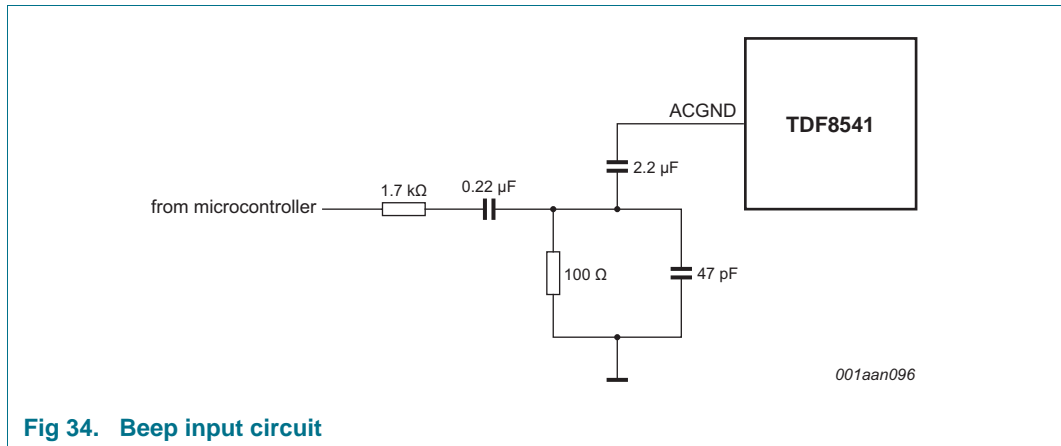 ACGND
TDF8541
2.2 µF
1.7 kΩ
0.22 µF
from microcontroller
100 Ω
47 pF
001aan096
Fig 34. Beep input circuit